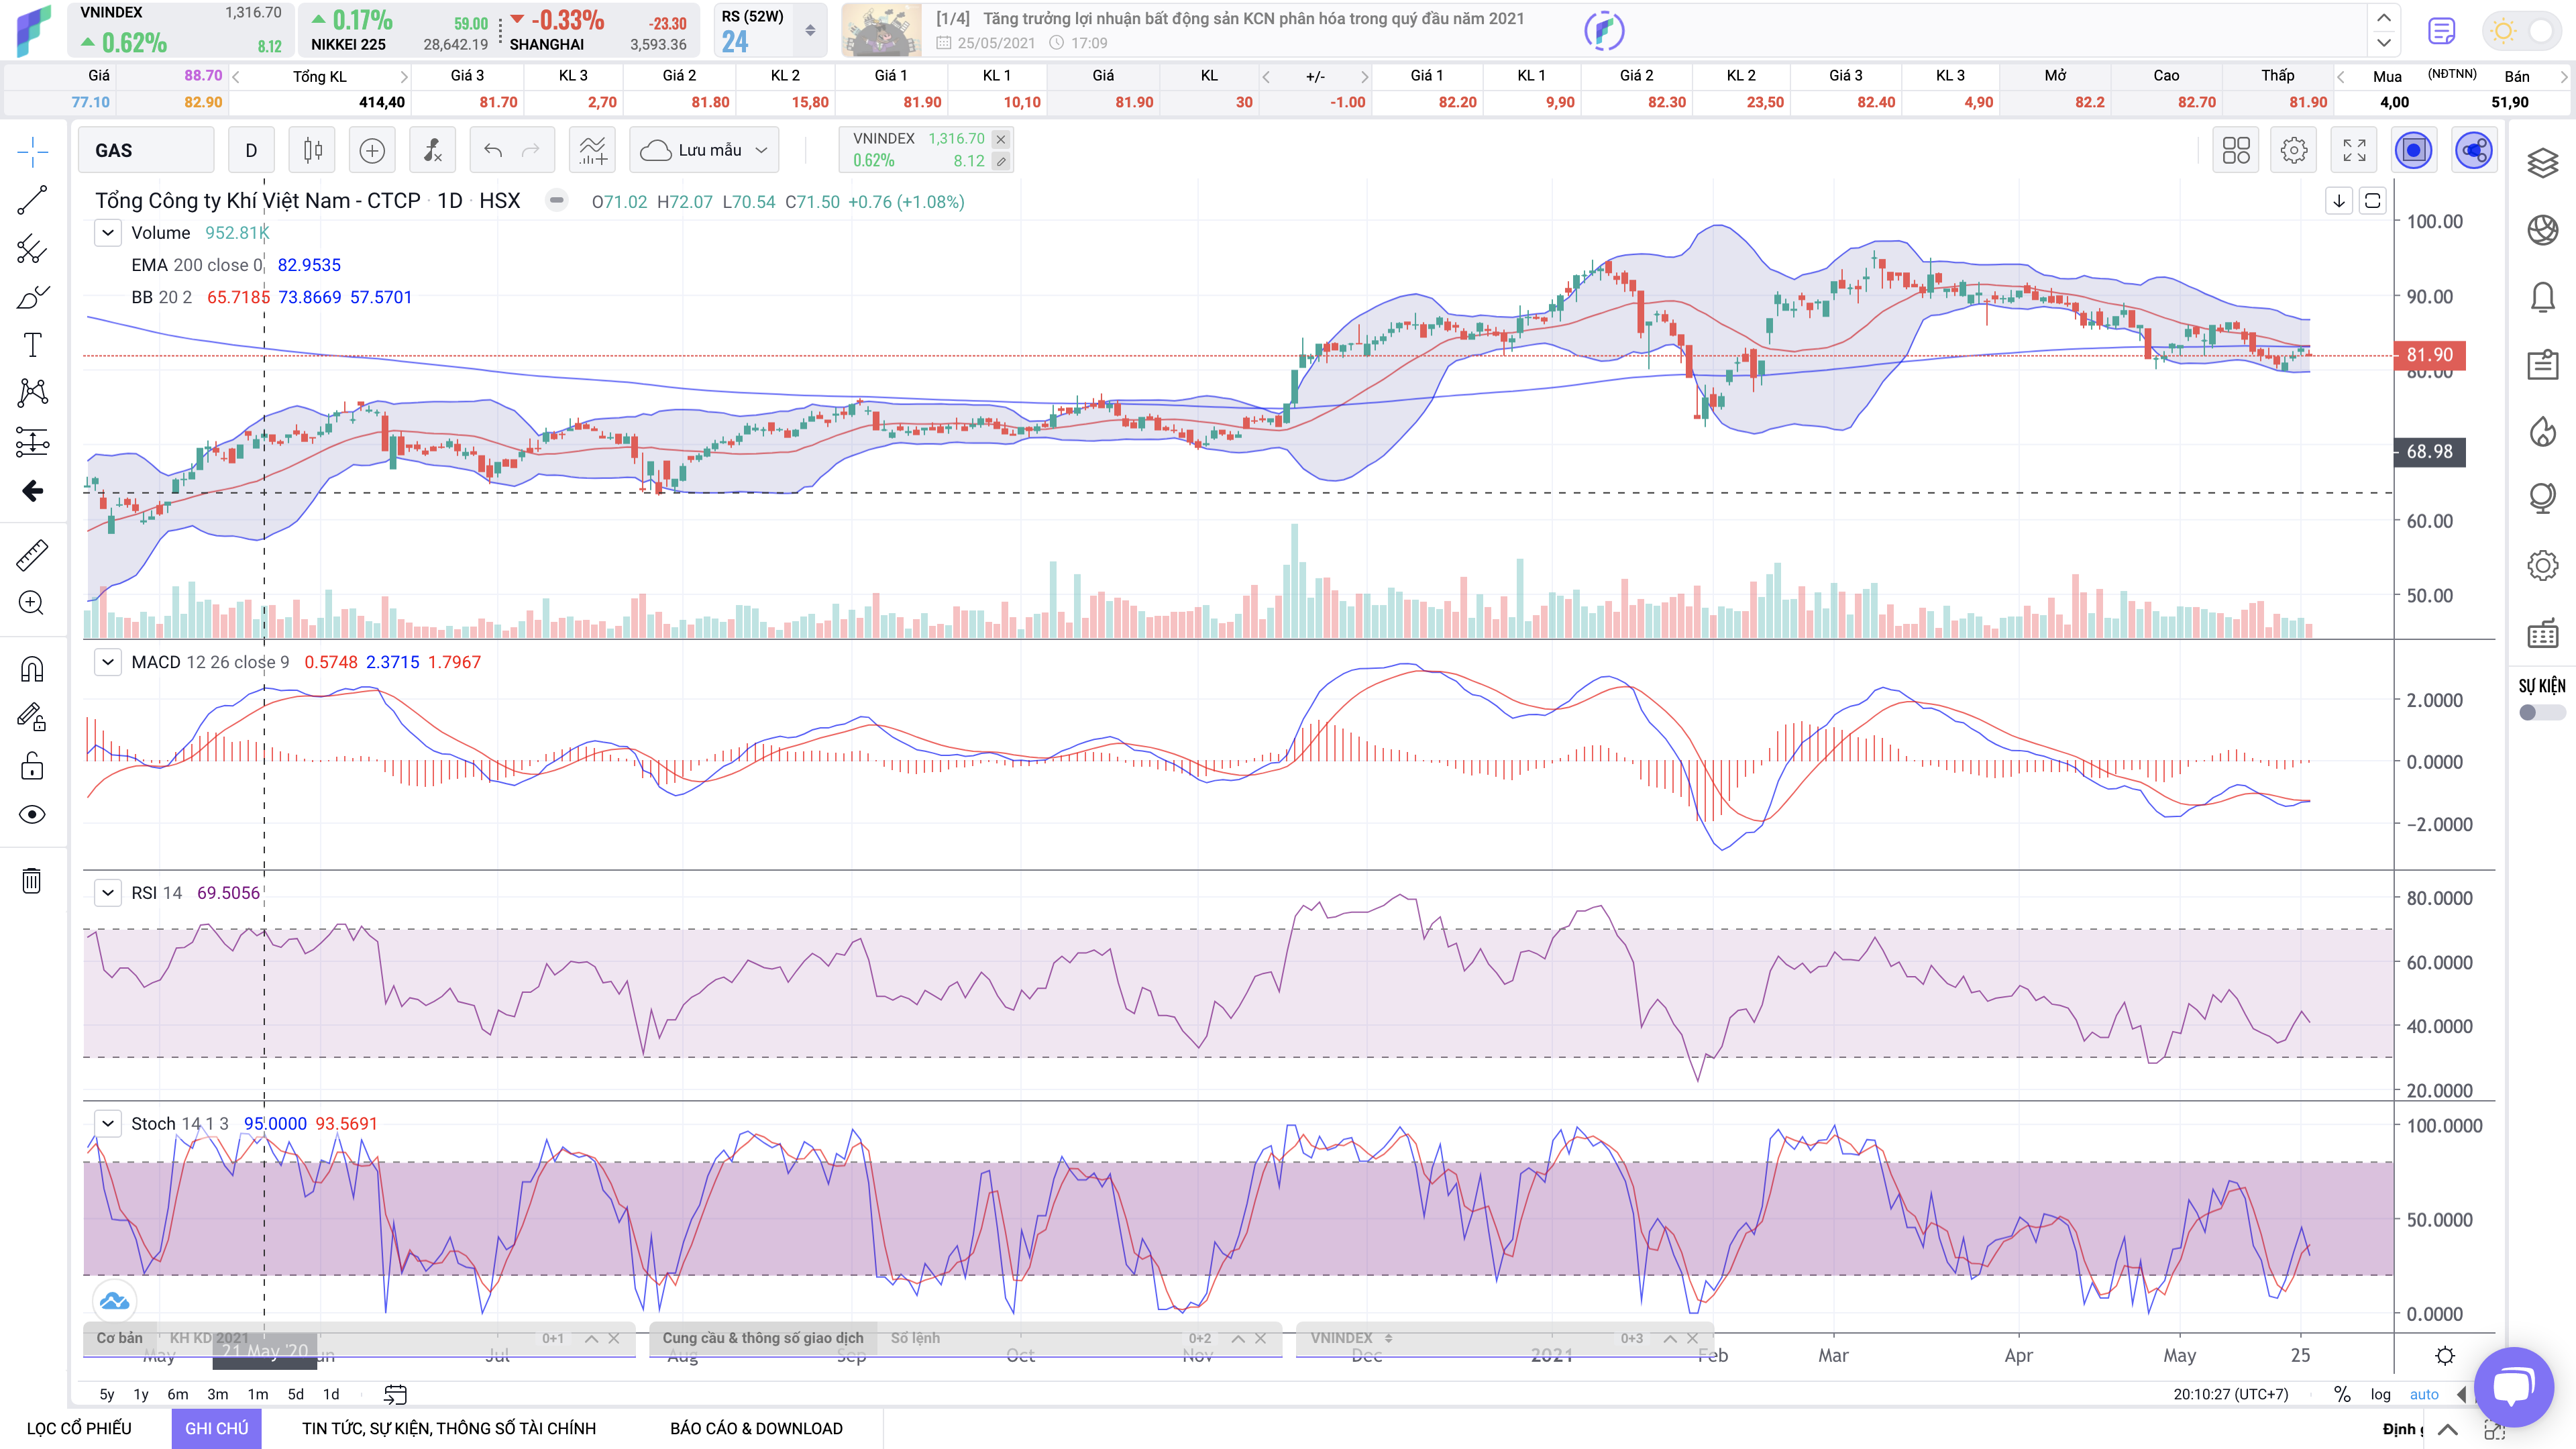 VNINDEX 1,316.70
0.62% 8.12
0.17% 59.00
NIKKEI 225 28,642.19
-0.33% -23.30
SHANGHAI 3,593.36
RS (52W)
24
[1/4] Tăng trưởng lợi nhuận bất động sản KCN phân hóa trong quý đầu năm 2021
25/05/2021 17:09
Giá 88.70 Tổng KL Giá 3 KL 3 Giá 2 KL 2 Giá 1 KL 1 Giá KL +/- Giá 1 KL 1 Giá 2 KL 2 Giá 3 KL 3 Mở Cao Thấp Mua (NĐTNN) Bán
77.10 82.90 414,40 81.70 2,70 81.80 15,80 81.90 10,10 81.90 30 -1.00 82.20 9,90 82.30 23,50 82.40 4,90 82.2 82.70 81.90 4,00 51,90
GAS D Lưu mẫu
VNINDEX 1,316.70
0.62% 8.12
Tổng Công ty Khí Việt Nam - CTCP · 1D · HSX O71.02 H72.07 L70.54 C71.50 +0.76 (+1.08%)
Volume 952.81K
EMA 200 close 0 82.9535
BB 20 2 65.7185 73.8669 57.5701
100.00
90.00
81.90
80.00
68.98
60.00
50.00
MACD 12 26 close 9 0.5748 2.3715 1.7967
2.0000
0.0000
−2.0000
RSI 14 69.5056
80.0000
60.0000
40.0000
20.0000
Stoch 14 1 3 95.0000 93.5691
100.0000
50.0000
0.0000
SỰ KIỆN
Cơ bản KH KD 2021 0+1 Cung cầu & thông số giao dịch Sổ lệnh 0+2 VNINDEX 0+3
May 21 May '20 Jul Aug Sep Oct Nov Dec 2021 Feb Mar Apr May 25
5y 1y 6m 3m 1m 5d 1d 20:10:27 (UTC+7) % log auto
LỌC CỔ PHIẾU GHI CHÚ TIN TỨC, SỰ KIỆN, THÔNG SỐ TÀI CHÍNH BÁO CÁO & DOWNLOAD Định